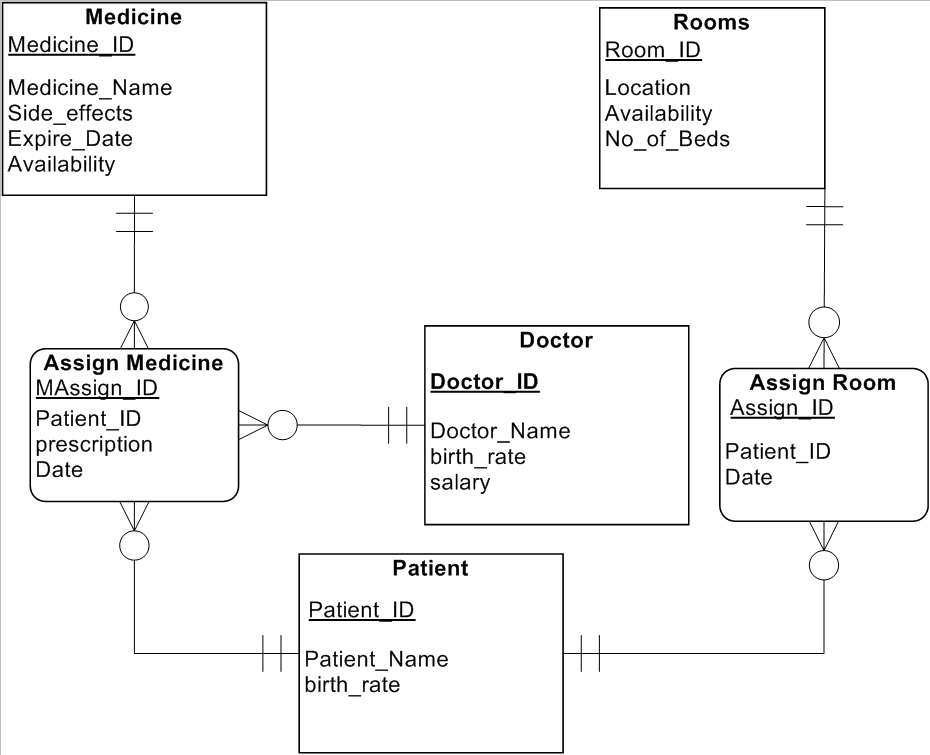 Medicine
Medicine_ID
Medicine_Name
Side_effects
Expire_Date
Availability
Rooms
Room_ID
Location
Availability
No_of_Beds
Assign Medicine
MAssign_ID
Patient_ID
prescription
Date
Doctor
Doctor_ID
Doctor_Name
birth_rate
salary
Assign Room
Assign_ID
Patient_ID
Date
Patient
Patient_ID
Patient_Name
birth_rate